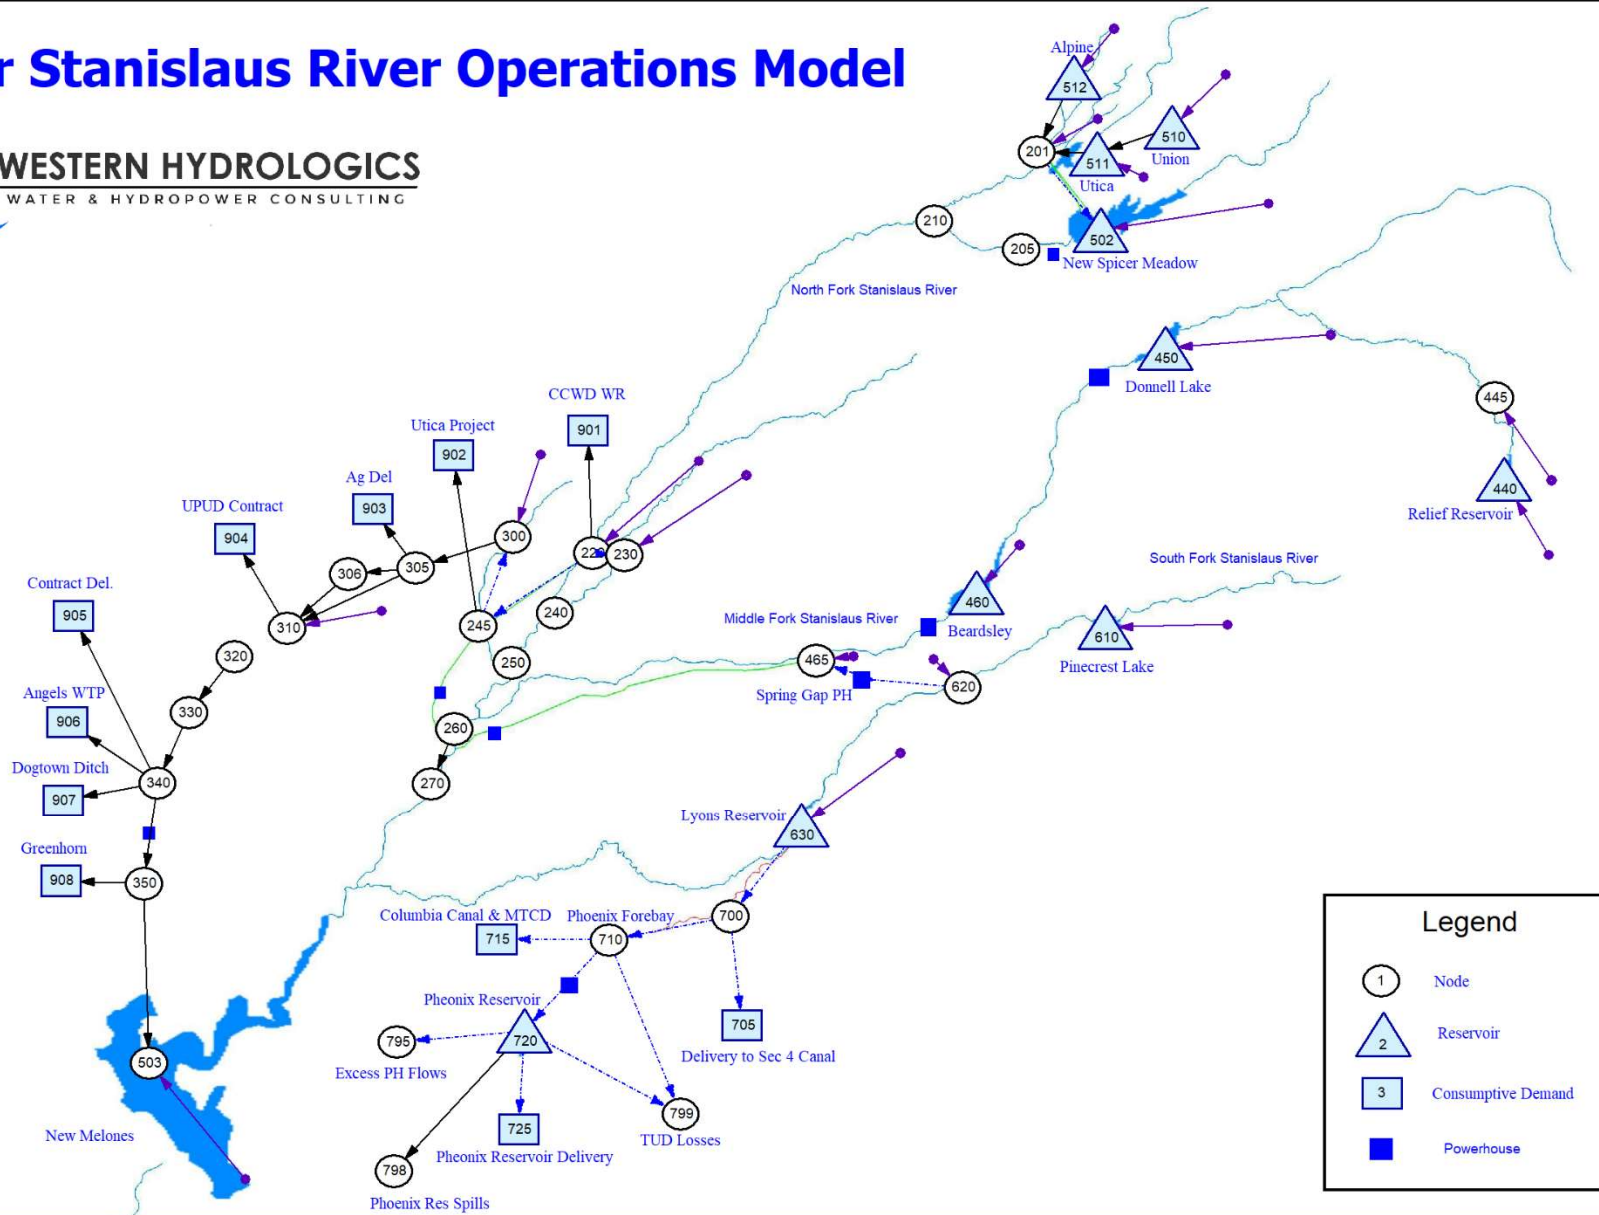 r Stanislaus River Operations Model
WESTERN HYDROLOGICS
WATER & HYDROPOWER CONSULTING
Alpine
512
201
511
510
Union
Utica
210
205
502
New Spicer Meadow
North Fork Stanislaus River
450
Donnell Lake
445
440
Relief Reservoir
CCWD WR
901
Utica Project
902
Ag Del
903
UPUD Contract
904
300
230
305
306
Contract Del.
905
310
245
240
250
320
South Fork Stanislaus River
460
Beardsley
Middle Fork Stanislaus River
610
Pinecrest Lake
465
Spring Gap PH
620
Angels WTP
906
330
260
270
Dogtown Ditch
907
340
Lyons Reservoir
630
Greenhorn
908
350
Columbia Canal & MTCD
715
Phoenix Forebay
710
700
Pheonix Reservoir
720
705
Delivery to Sec 4 Canal
795
Excess PH Flows
503
New Melones
725
Pheonix Reservoir Delivery
799
TUD Losses
798
Phoenix Res Spills
Legend
1
Node
2
Reservoir
3
Consumptive Demand
Powerhouse